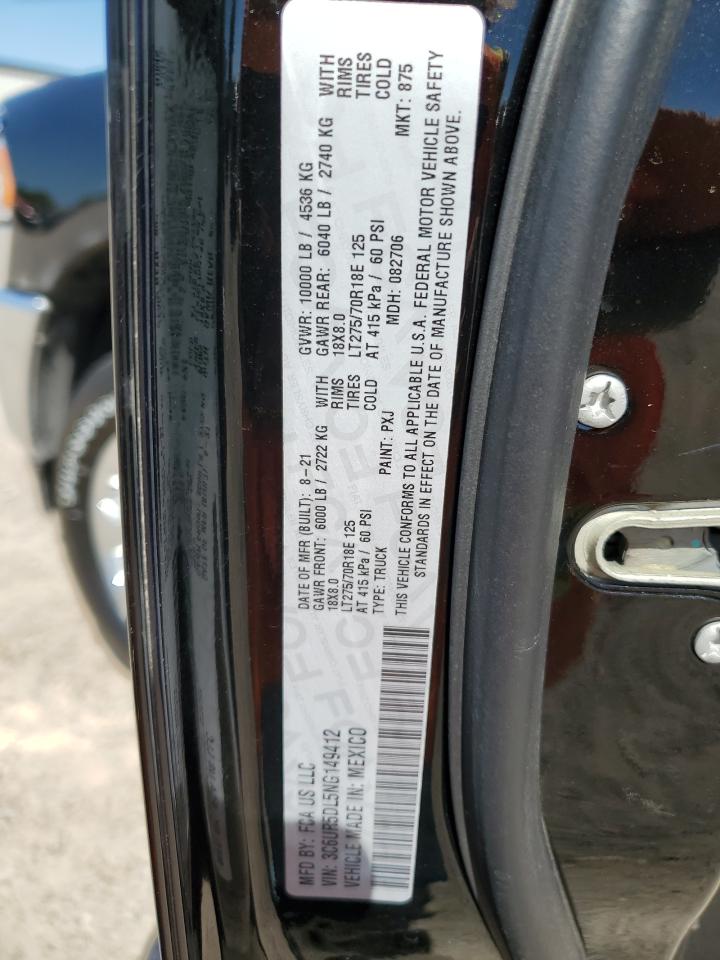 MFD BY: FCA US LLC
DATE OF MFR (BUILT): 8-21
GVWR: 10000 LB / 4536 KG
GAWR FRONT: 6000 LB / 2722 KG WITH
GAWR REAR: 6040 LB / 2740 KG WITH
18X8.0 RIMS
18X8.0 RIMS
LT275/70R18E 125 TIRES
LT275/70R18E 125 TIRES
AT 415 kPa / 60 PSI COLD
AT 415 kPa / 60 PSI COLD
VIN: 3C6UR5DL5NG149412
TYPE: TRUCK
PAINT: PXJ
MDH: 082706
MKT: 875
VEHICLE MADE IN: MEXICO
THIS VEHICLE CONFORMS TO ALL APPLICABLE U.S.A. FEDERAL MOTOR VEHICLE SAFETY
STANDARDS IN EFFECT ON THE DATE OF MANUFACTURE SHOWN ABOVE.